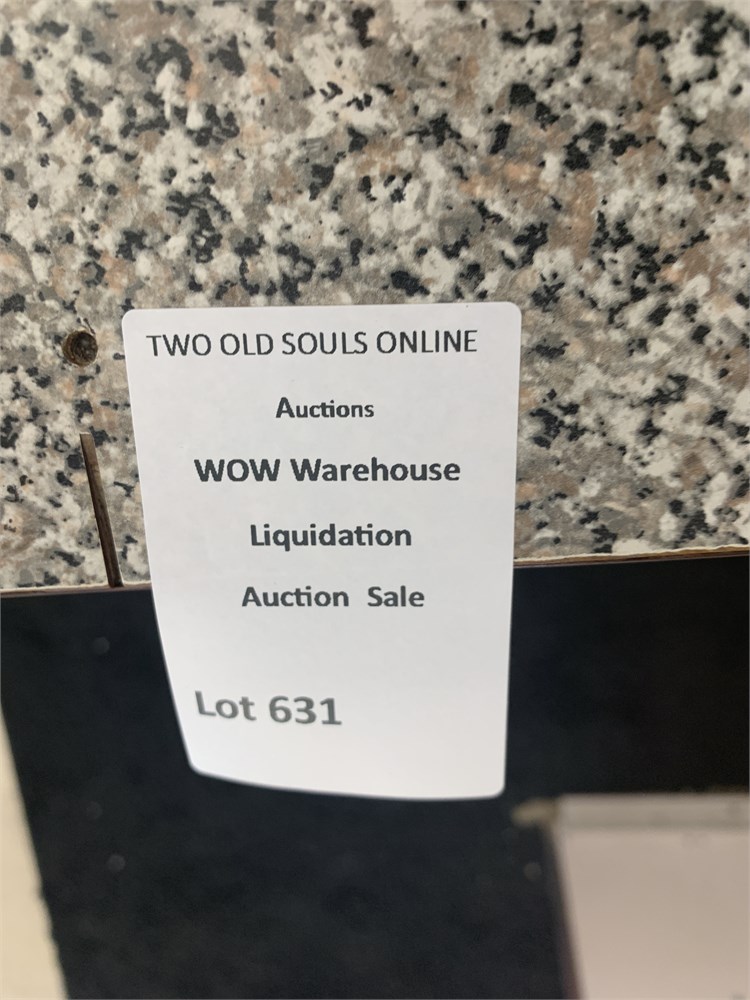 TWO OLD SOULS ONLINE
Auctions
WOW Warehouse
Liquidation
Auction Sale
Lot 631